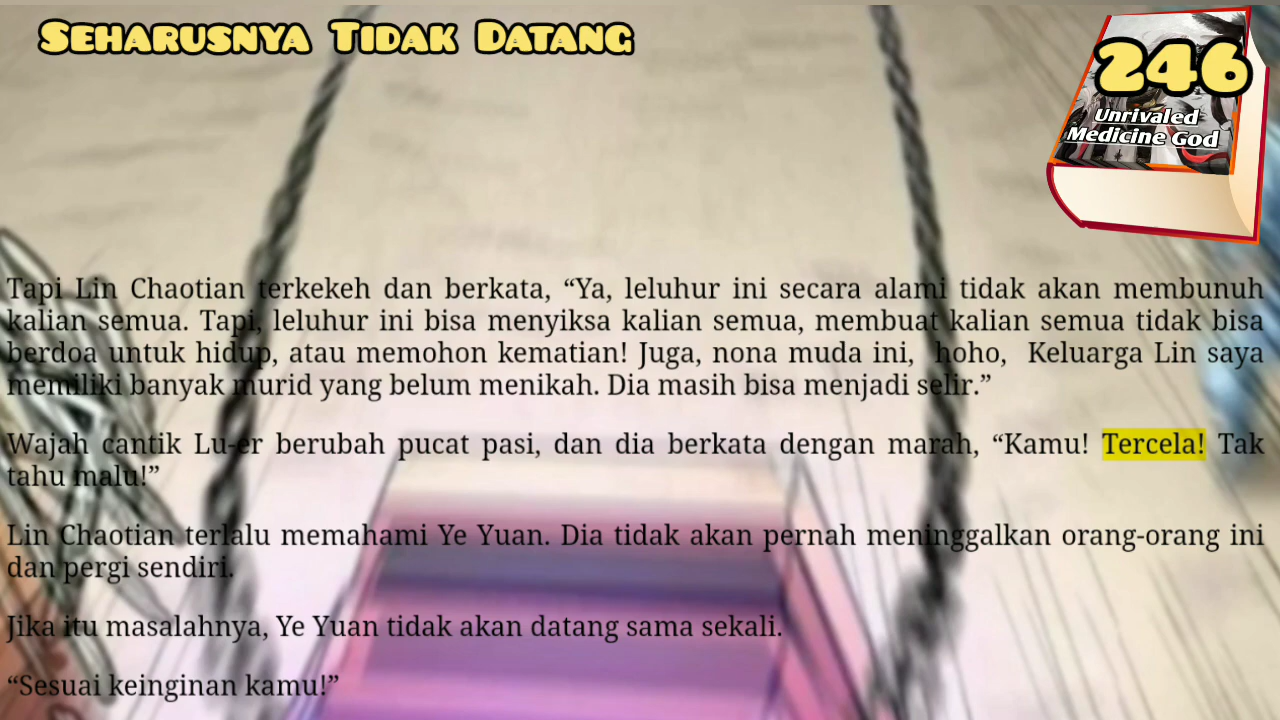 Seharusnya Tidak Datang
246
Unrivaled
Medicine God
Tapi Lin Chaotian terkekeh dan berkata, “Ya, leluhur ini secara alami tidak akan membunuh
kalian semua. Tapi, leluhur ini bisa menyiksa kalian semua, membuat kalian semua tidak bisa
berdoa untuk hidup, atau memohon kematian! Juga, nona muda ini, hoho, Keluarga Lin saya
memiliki banyak murid yang belum menikah. Dia masih bisa menjadi selir.”
Wajah cantik Lu-er berubah pucat pasi, dan dia berkata dengan marah, “Kamu! Tercela! Tak
tahu malu!”
Lin Chaotian terlalu memahami Ye Yuan. Dia tidak akan pernah meninggalkan orang-orang ini
dan pergi sendiri.
Jika itu masalahnya, Ye Yuan tidak akan datang sama sekali.
“Sesuai keinginan kamu!”